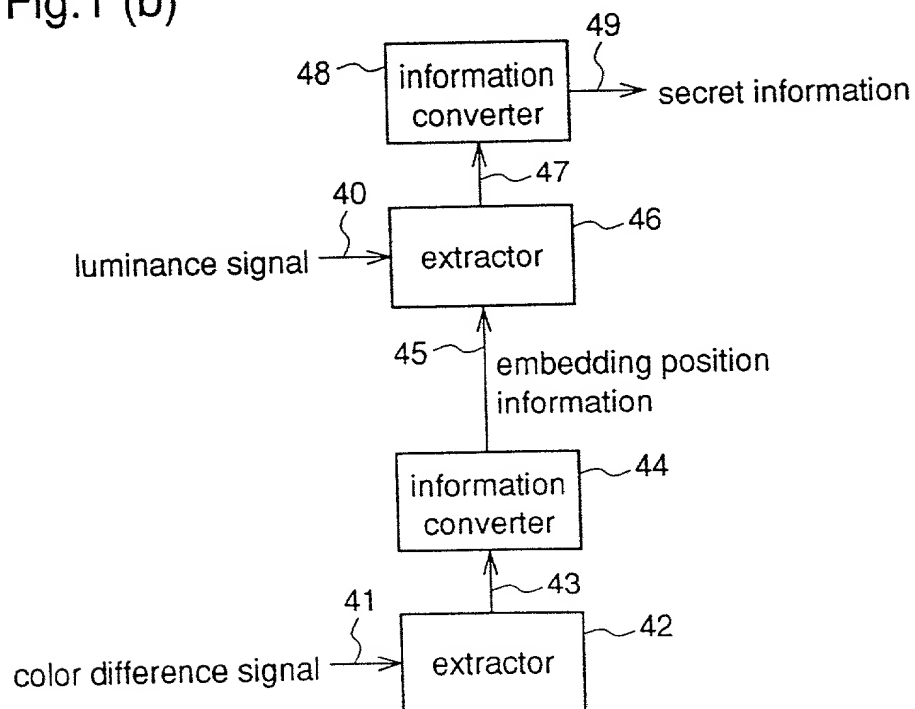 Fig.1 (b)
49
48
information
converter
secret information
47
40
46
luminance signal
extractor
45
embedding position
information
44
information
converter
43
41
42
color difference signal
extractor